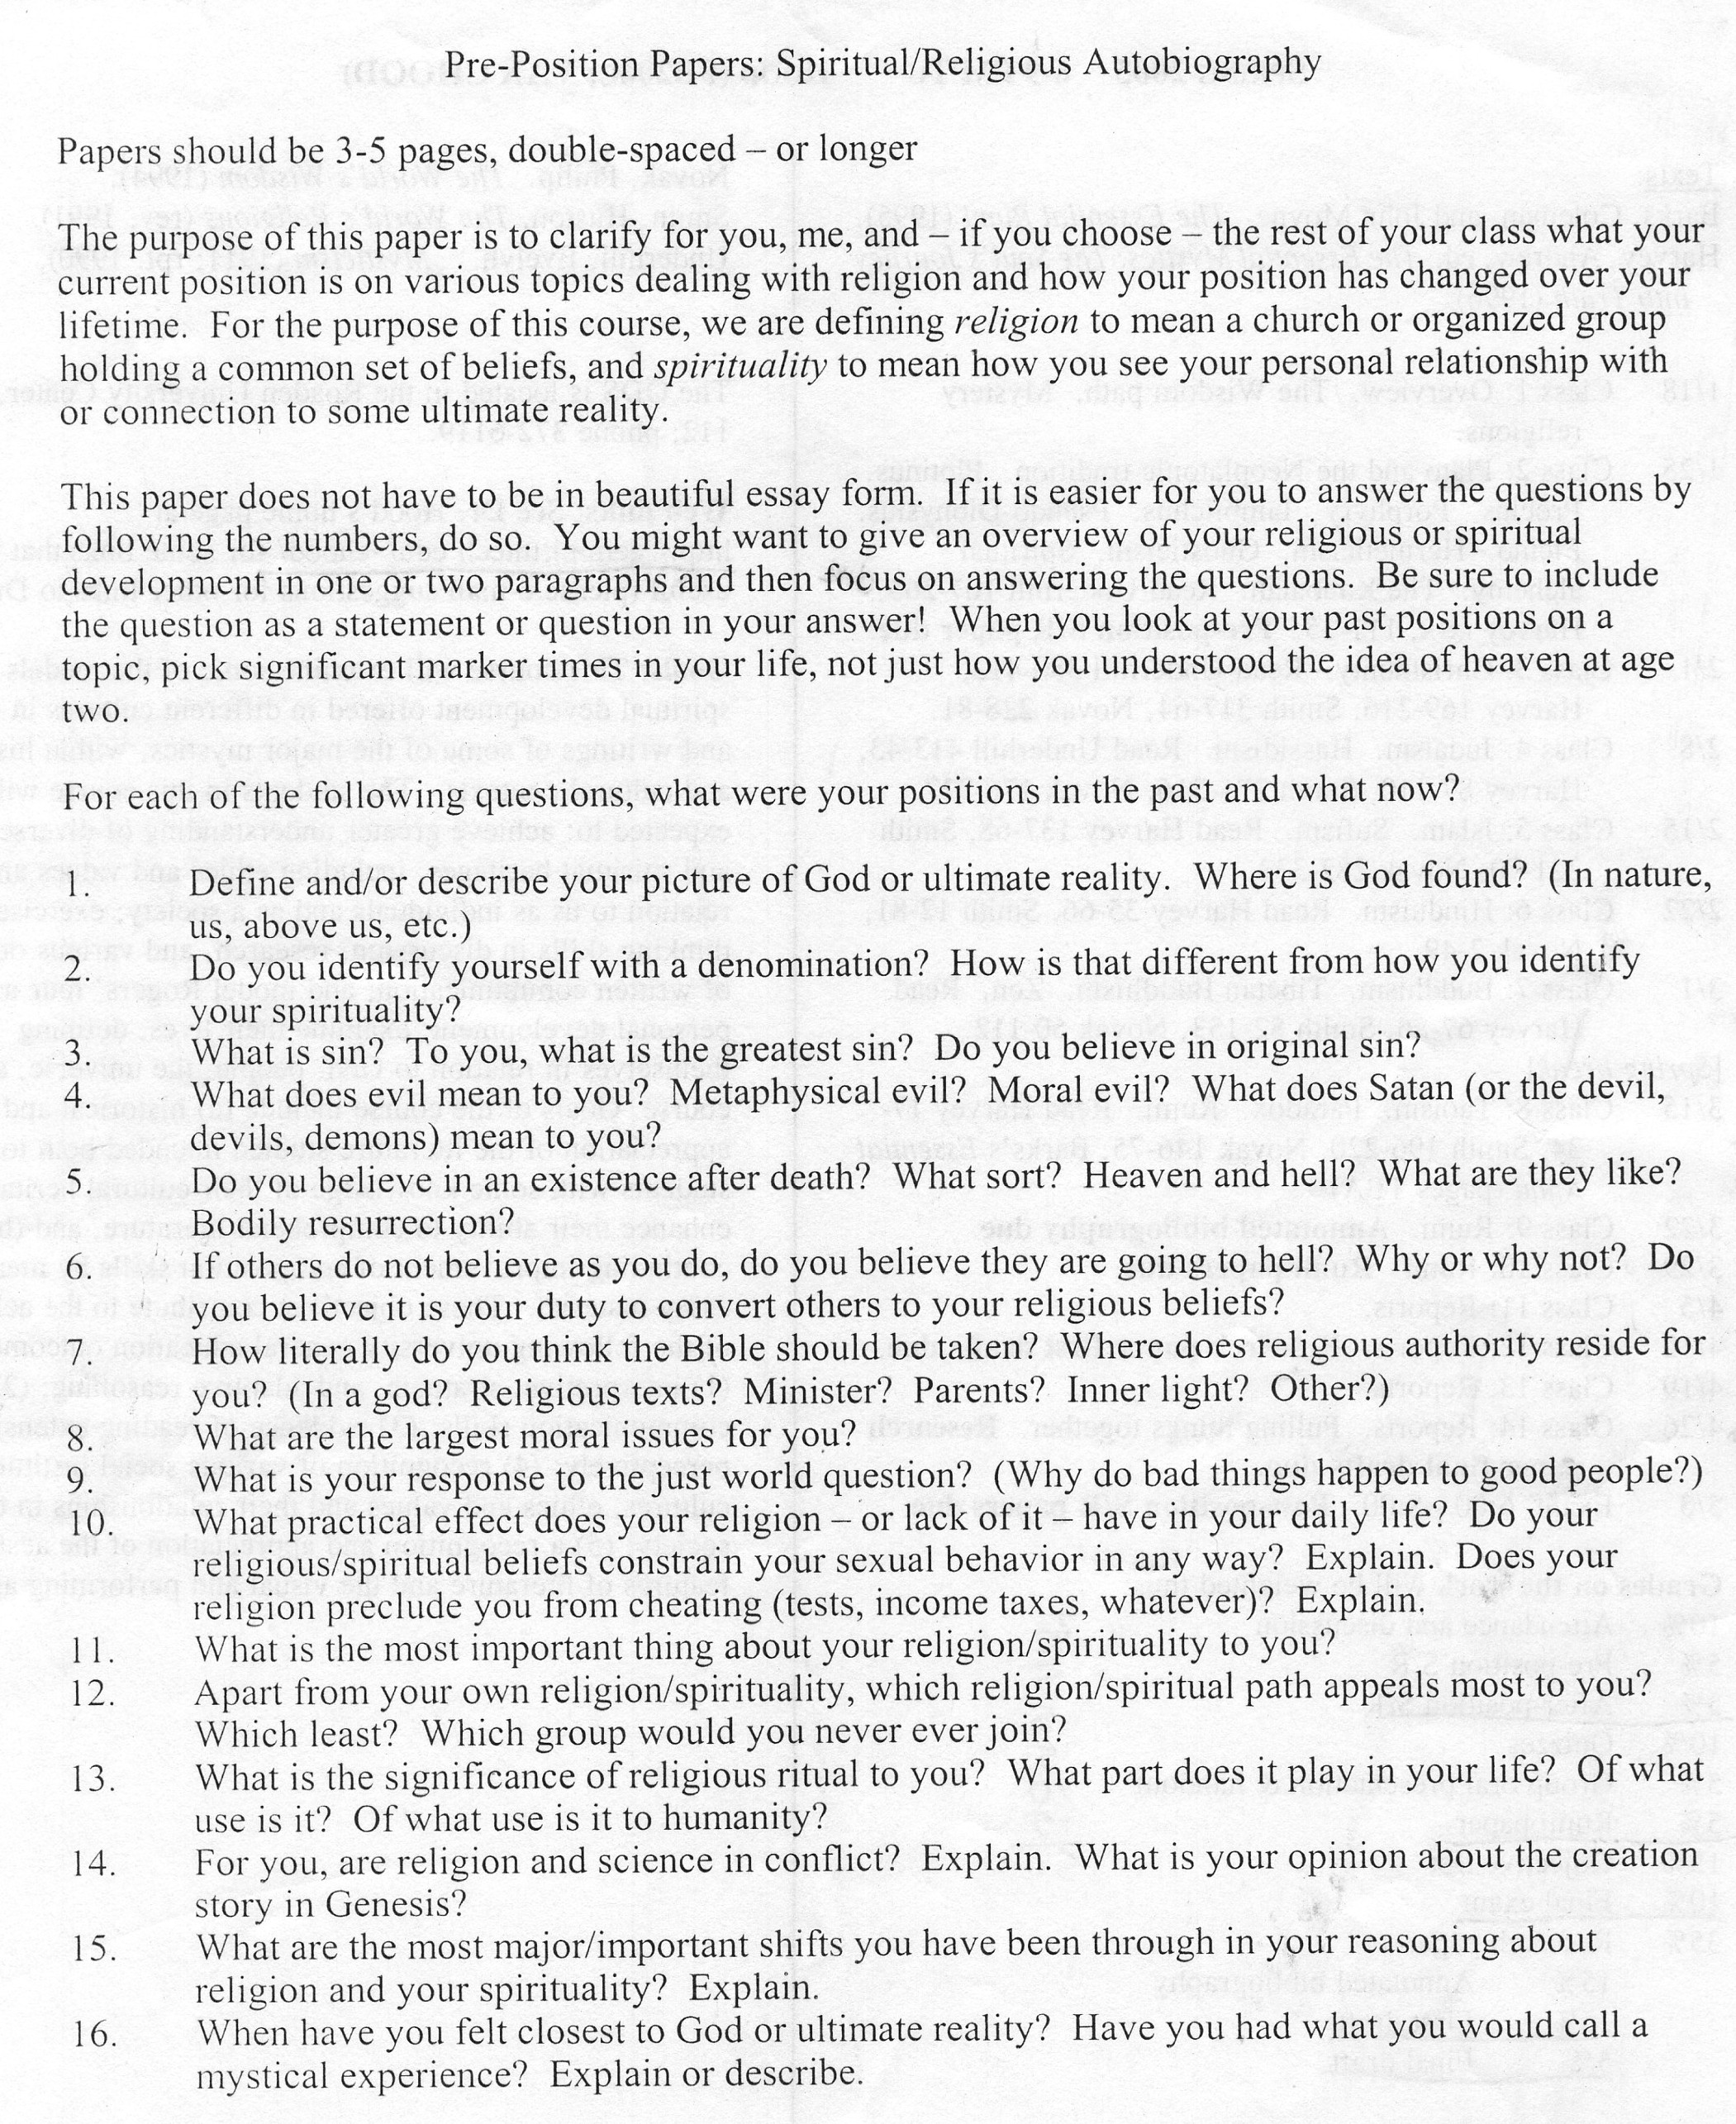 Pre-Position Papers: Spiritual/Religious Autobiography
Papers should be 3-5 pages, double-spaced – or longer
The purpose of this paper is to clarify for you, me, and – if you choose – the rest of your class what your
current position is on various topics dealing with religion and how your position has changed over your
lifetime. For the purpose of this course, we are defining religion to mean a church or organized group
holding a common set of beliefs, and spirituality to mean how you see your personal relationship with
or connection to some ultimate reality.
This paper does not have to be in beautiful essay form. If it is easier for you to answer the questions by
following the numbers, do so. You might want to give an overview of your religious or spiritual
development in one or two paragraphs and then focus on answering the questions. Be sure to include
the question as a statement or question in your answer! When you look at your past positions on a
topic, pick significant marker times in your life, not just how you understood the idea of heaven at age
two.
For each of the following questions, what were your positions in the past and what now?
1. Define and/or describe your picture of God or ultimate reality. Where is God found? (In nature,
us, above us, etc.)
2. Do you identify yourself with a denomination? How is that different from how you identify
your spirituality?
3. What is sin? To you, what is the greatest sin? Do you believe in original sin?
4. What does evil mean to you? Metaphysical evil? Moral evil? What does Satan (or the devil,
devils, demons) mean to you?
5. Do you believe in an existence after death? What sort? Heaven and hell? What are they like?
Bodily resurrection?
6. If others do not believe as you do, do you believe they are going to hell? Why or why not? Do
you believe it is your duty to convert others to your religious beliefs?
7. How literally do you think the Bible should be taken? Where does religious authority reside for
you? (In a god? Religious texts? Minister? Parents? Inner light? Other?)
8. What are the largest moral issues for you?
9. What is your response to the just world question? (Why do bad things happen to good people?)
10. What practical effect does your religion – or lack of it – have in your daily life? Do your
religious/spiritual beliefs constrain your sexual behavior in any way? Explain. Does your
religion preclude you from cheating (tests, income taxes, whatever)? Explain.
11. What is the most important thing about your religion/spirituality to you?
12. Apart from your own religion/spirituality, which religion/spiritual path appeals most to you?
Which least? Which group would you never ever join?
13. What is the significance of religious ritual to you? What part does it play in your life? Of what
use is it? Of what use is it to humanity?
14. For you, are religion and science in conflict? Explain. What is your opinion about the creation
story in Genesis?
15. What are the most major/important shifts you have been through in your reasoning about
religion and your spirituality? Explain.
16. When have you felt closest to God or ultimate reality? Have you had what you would call a
mystical experience? Explain or describe.